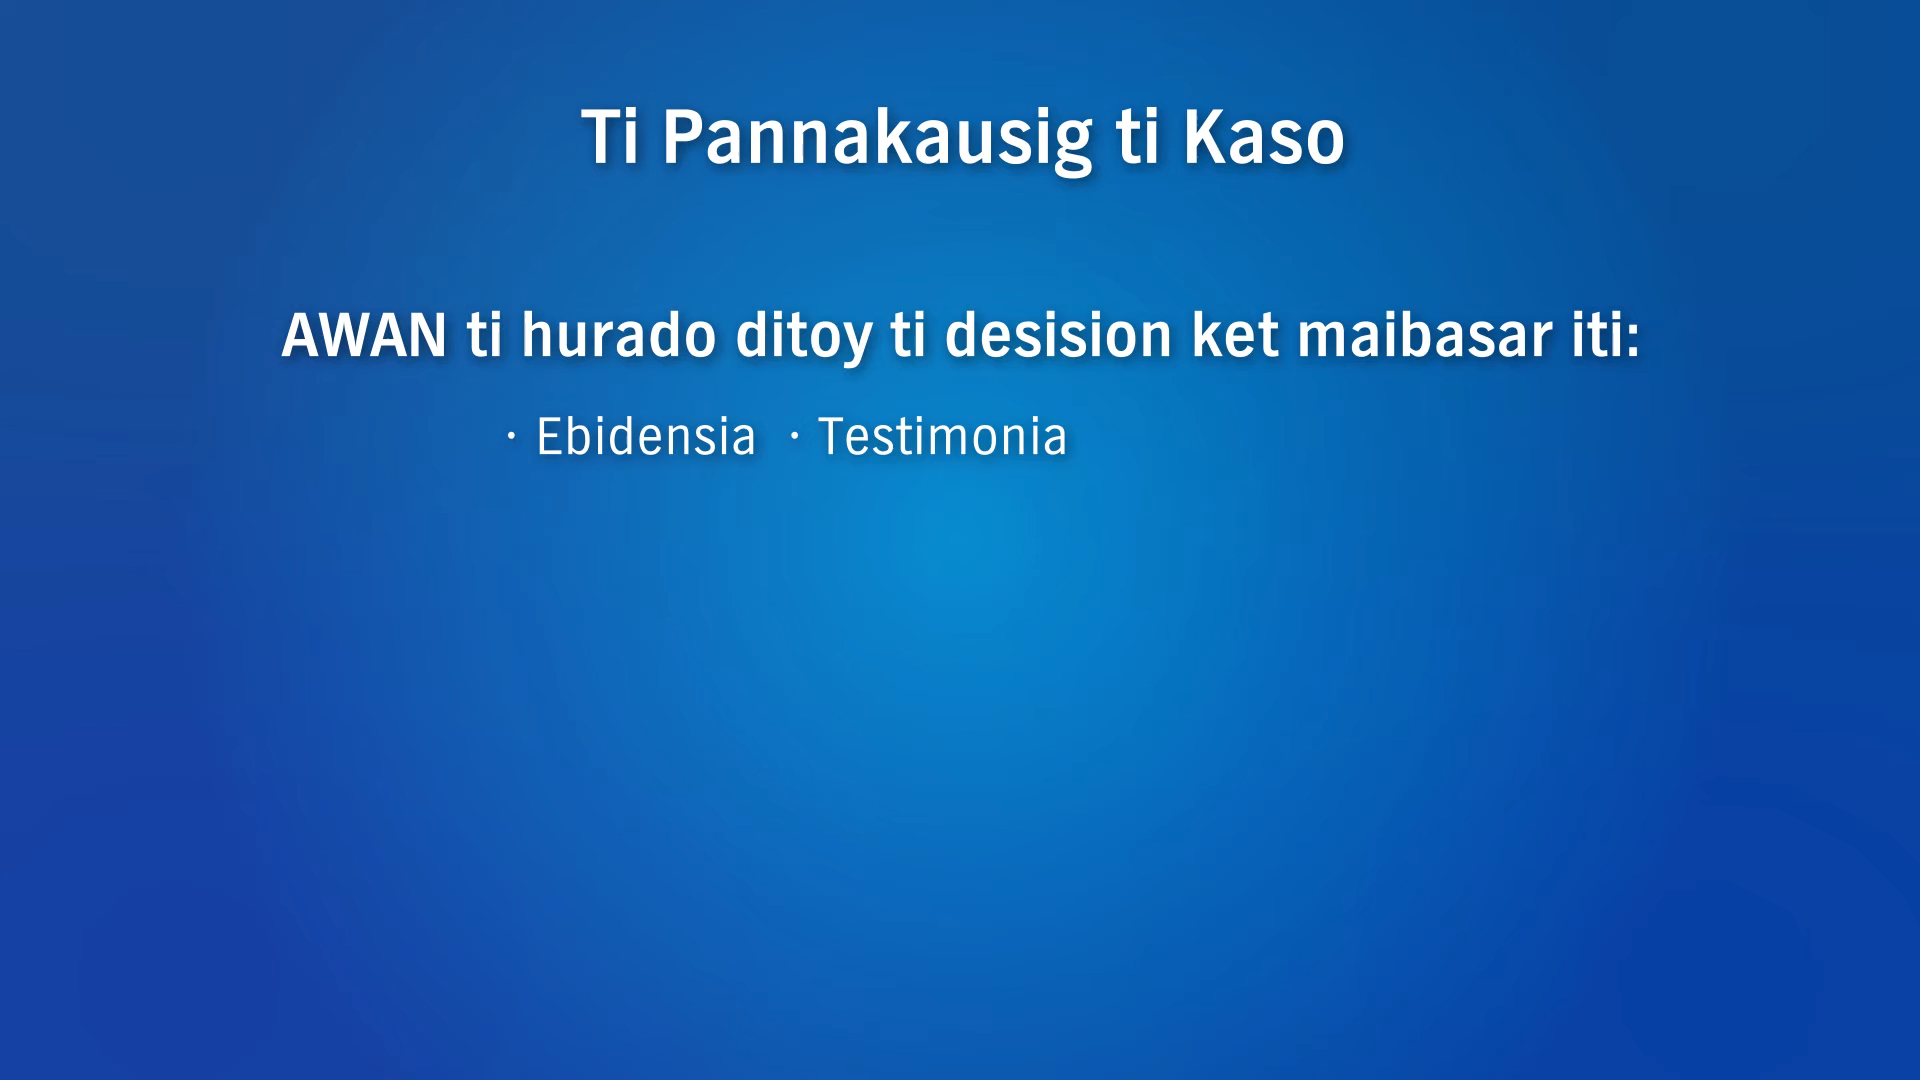 Ti Pannakausig ti Kaso
AWAN ti hurado ditoy ti desision ket maibasar iti:
· Ebidensia · Testimonia